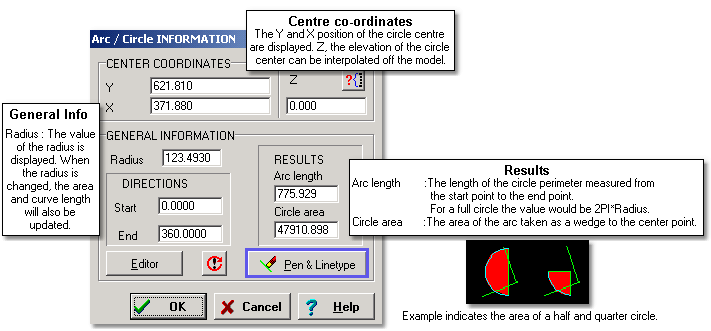 Centre co-ordinates
The Y and X position of the circle centre
are displayed. Z, the elevation of the circle
center can be interpolated off the model.
Arc / Circle INFORMATION
CENTER COORDINATES
Y 621.810
X 371.880
Z ?
0.000
General Info
Radius : The value
of the radius is
displayed. When
the radius is
changed, the area
and curve length
will also be
updated.
GENERAL INFORMATION
Radius 123.4930
DIRECTIONS
Start 0.0000
End 360.0000
RESULTS
Arc length
775.929
Circle area
47910.898
Results
Arc length :The length of the circle perimeter measured from
the start point to the end point.
For a full circle the value would be 2PI*Radius.
Circle area :The area of the arc taken as a wedge to the center point.
Editor
Pen & Linetype
OK
Cancel
? Help
Example indicates the area of a half and quarter circle.